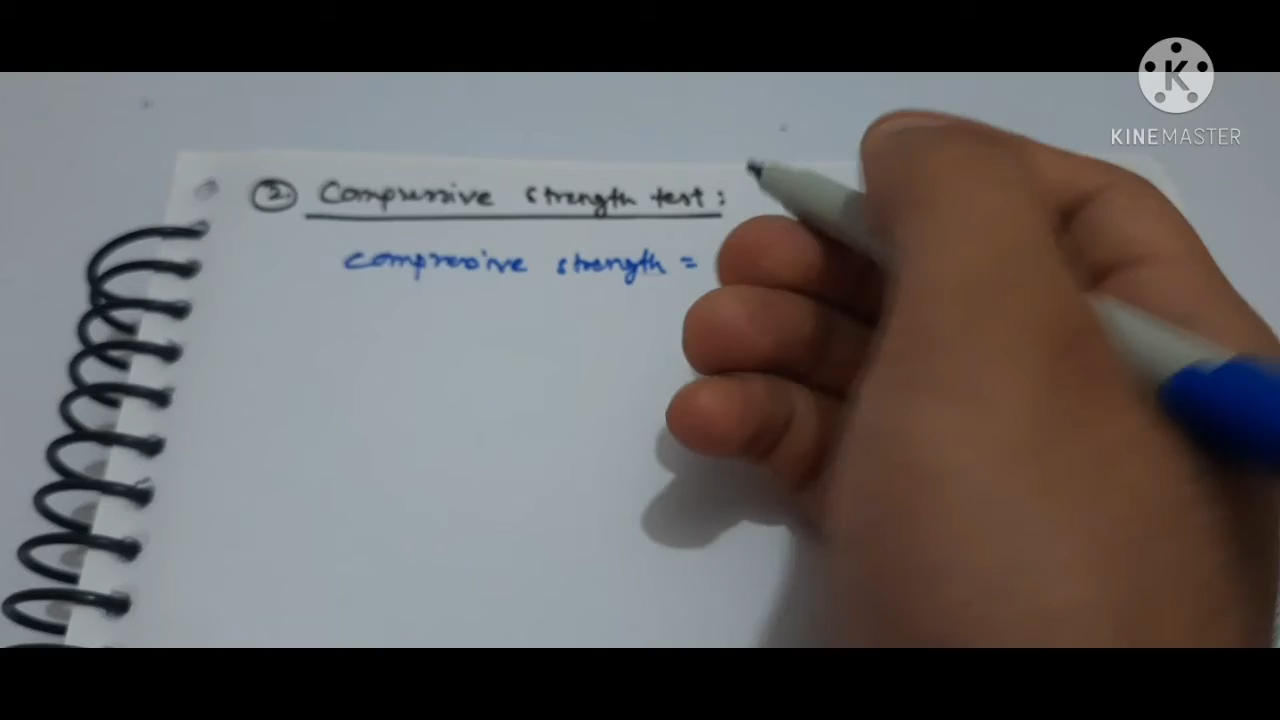 K
KINEMASTER
2. Compressive strength test:
compressive strength =